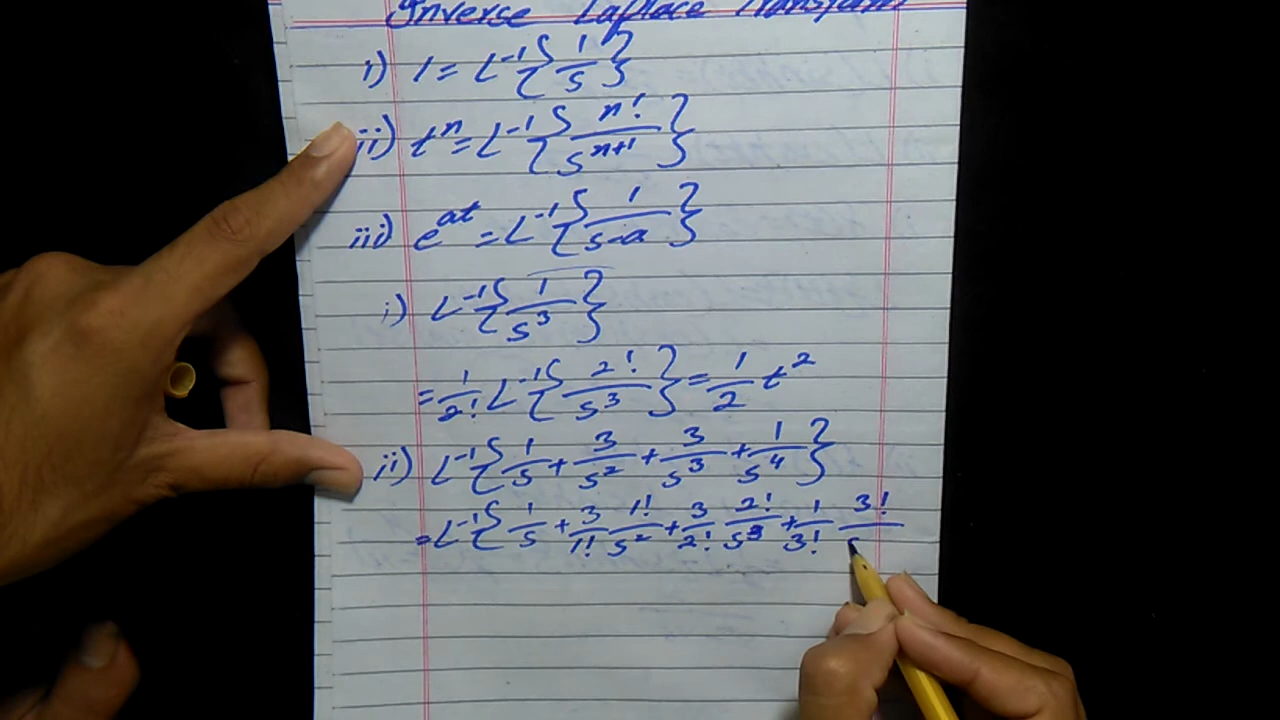 Inverse Laplace Transform
i) 1 = L⁻¹{1/s}
ii) tⁿ = L⁻¹{n!/sⁿ⁺¹}
iii) e^at = L⁻¹{1/(s-a)}
i) L⁻¹{1/s³}
= 1/2! L⁻¹{2!/s³} = 1/2 t²
ii) L⁻¹{1/s + 3/s² + 3/s³ + 1/s⁴}
= L⁻¹{1/s + 3/1! 1!/s² + 3/2! 2!/s³ + 1/3! 3!/s